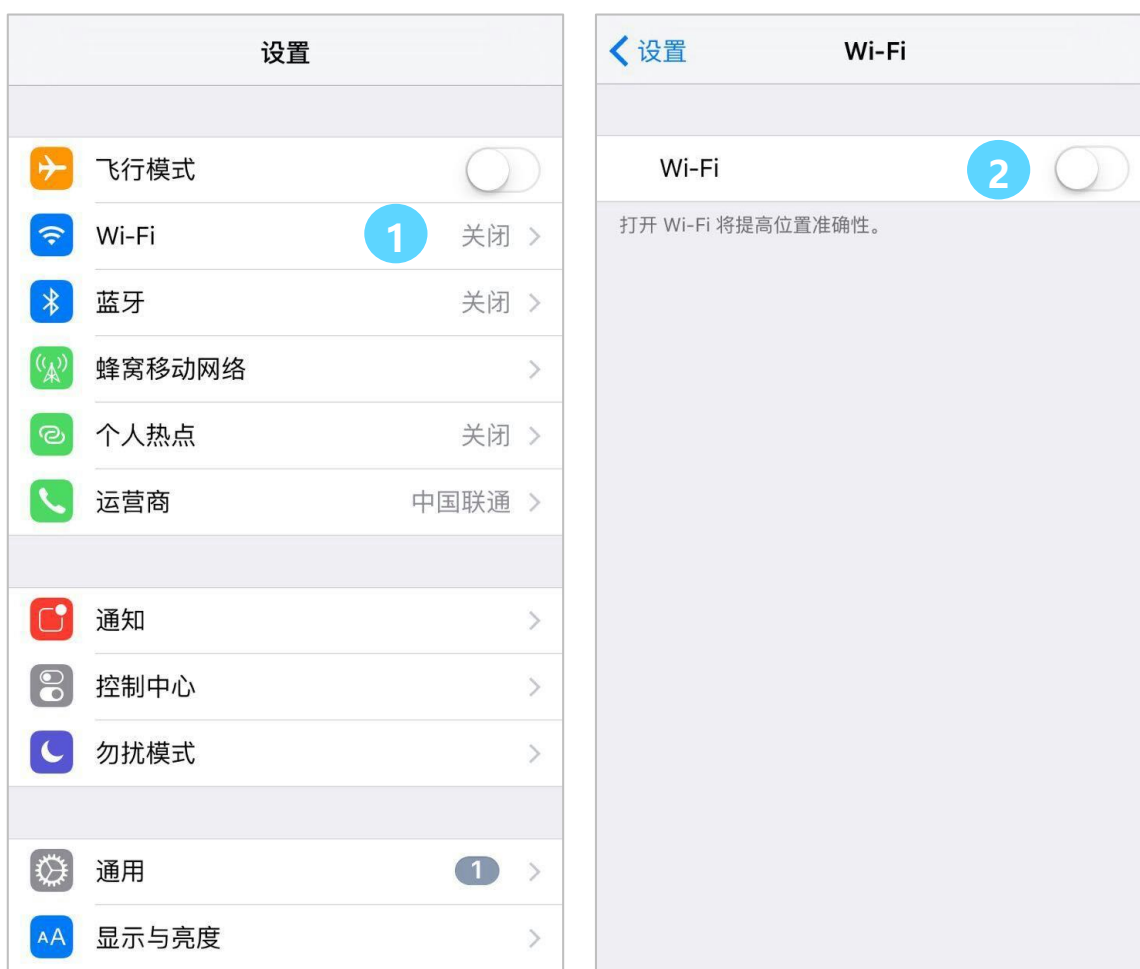 设置
飞行模式
Wi-Fi 1 关闭
蓝牙 关闭
蜂窝移动网络
个人热点 关闭
运营商 中国联通
通知
控制中心
勿扰模式
通用 1
AA 显示与亮度
设置 Wi-Fi
Wi-Fi 2
打开 Wi-Fi 将提高位置准确性。